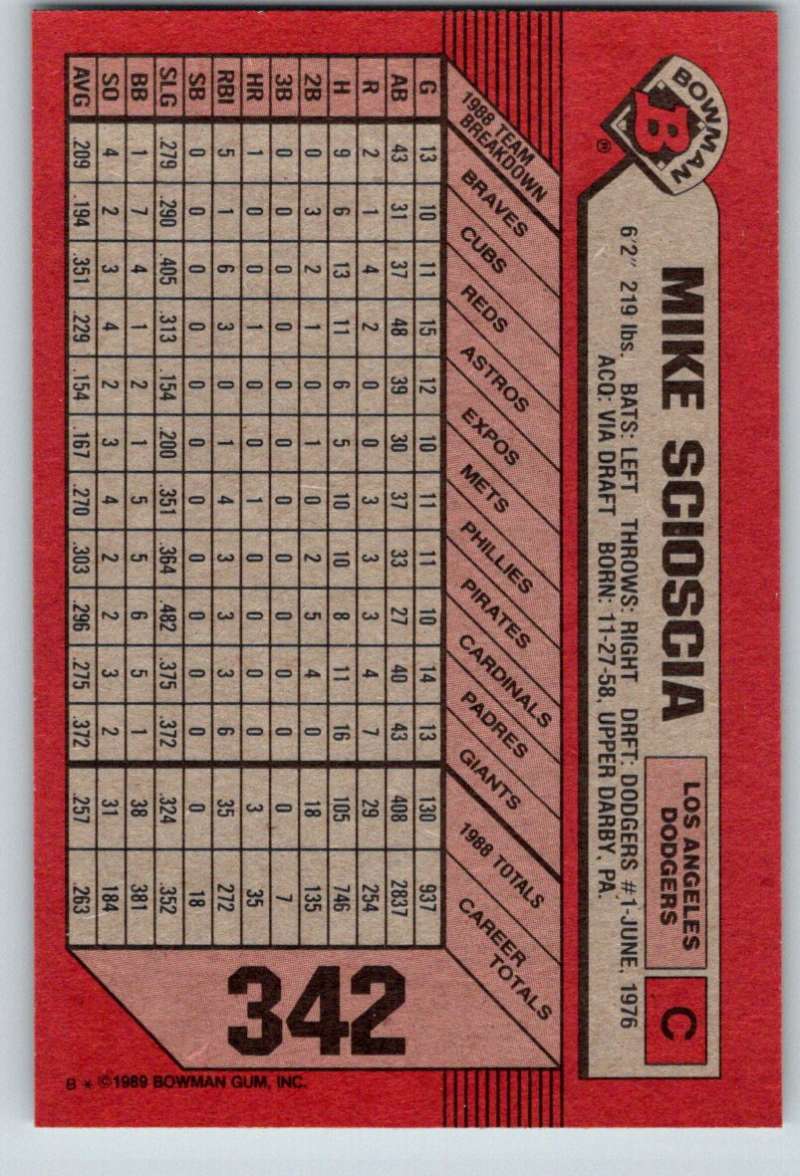 BOWMAN
B
®
MIKE SCIOSCIA
LOS ANGELES
DODGERS
C
6'2" 219 lbs. BATS: LEFT THROWS: RIGHT DRFT: DODGERS #1-JUNE, 1976
ACQ: VIA DRAFT BORN: 11-27-58, UPPER DARBY, PA.
1988 TEAM
BREAKDOWN
BRAVES
CUBS
REDS
ASTROS
EXPOS
METS
PHILLIES
PIRATES
CARDINALS
PADRES
GIANTS
1988 TOTALS
CAREER
TOTALS
G 13 10 11 15 12 10 11 11 10 14 13 130 937
AB 43 31 37 48 39 30 37 33 27 40 43 408 2837
R 2 1 4 2 0 0 3 3 3 4 7 29 254
H 9 6 13 11 6 5 10 10 8 11 16 105 746
2B 0 3 2 1 0 1 0 2 5 4 0 18 135
3B 0 0 0 0 0 0 0 0 0 0 0 0 7
HR 1 0 0 1 0 0 1 0 0 0 0 3 35
RBI 5 1 6 3 0 1 4 3 3 3 6 35 272
SB 0 0 0 0 0 0 0 0 0 0 0 0 18
SLG .279 .290 .405 .313 .154 .200 .351 .364 .482 .375 .372 .324 .352
BB 1 7 4 1 2 1 5 5 6 5 1 38 381
SO 4 2 3 4 2 3 4 2 2 3 2 31 184
AVG .209 .194 .351 .229 .154 .167 .270 .303 .296 .275 .372 .257 .263
342
B * ©1989 BOWMAN GUM, INC.